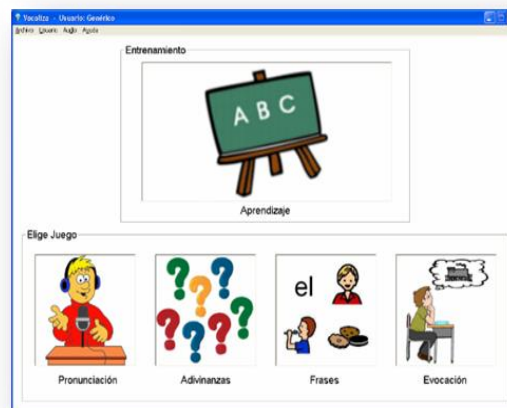 Vocaliza - Usuario: Genérico
Archivo Usuario Audio Ayuda
Entrenamiento
A B C
Aprendizaje
Elige Juego
el
Pronunciación Adivinanzas Frases Evocación